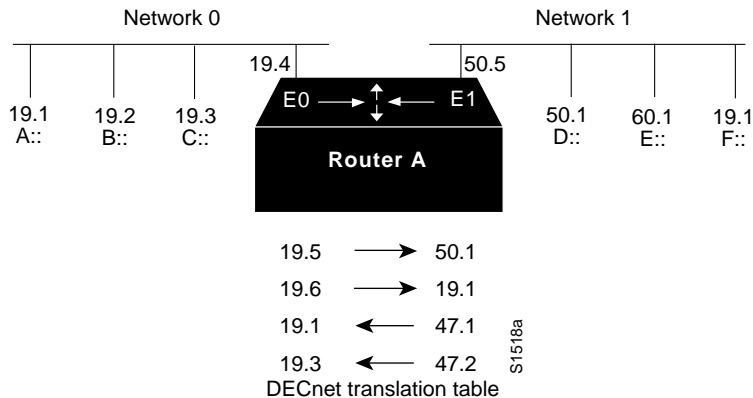 Network 0
Network 1
19.4
50.5
E0
E1
19.1
A::
19.2
B::
19.3
C::
50.1
D::
60.1
E::
19.1
F::
Router A
19.5 → 50.1
19.6 → 19.1
19.1 ← 47.1
19.3 ← 47.2
S1518a
DECnet translation table